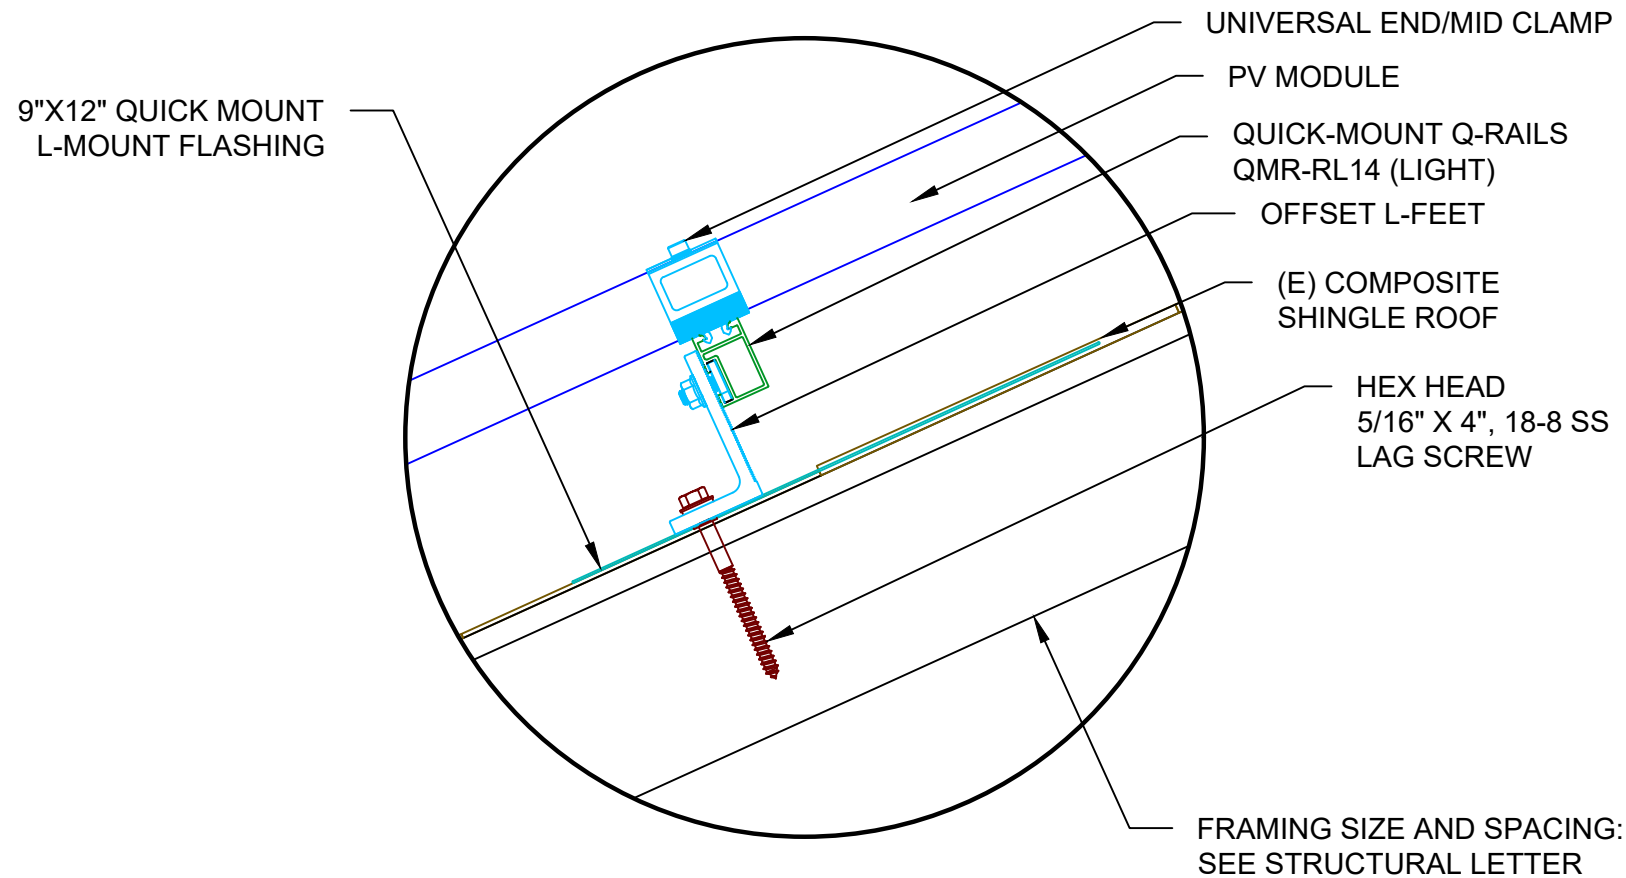 9"X12" QUICK MOUNT
L-MOUNT FLASHING
UNIVERSAL END/MID CLAMP
PV MODULE
QUICK-MOUNT Q-RAILS
QMR-RL14 (LIGHT)
OFFSET L-FEET
(E) COMPOSITE
SHINGLE ROOF
HEX HEAD
5/16" X 4", 18-8 SS
LAG SCREW
FRAMING SIZE AND SPACING:
SEE STRUCTURAL LETTER